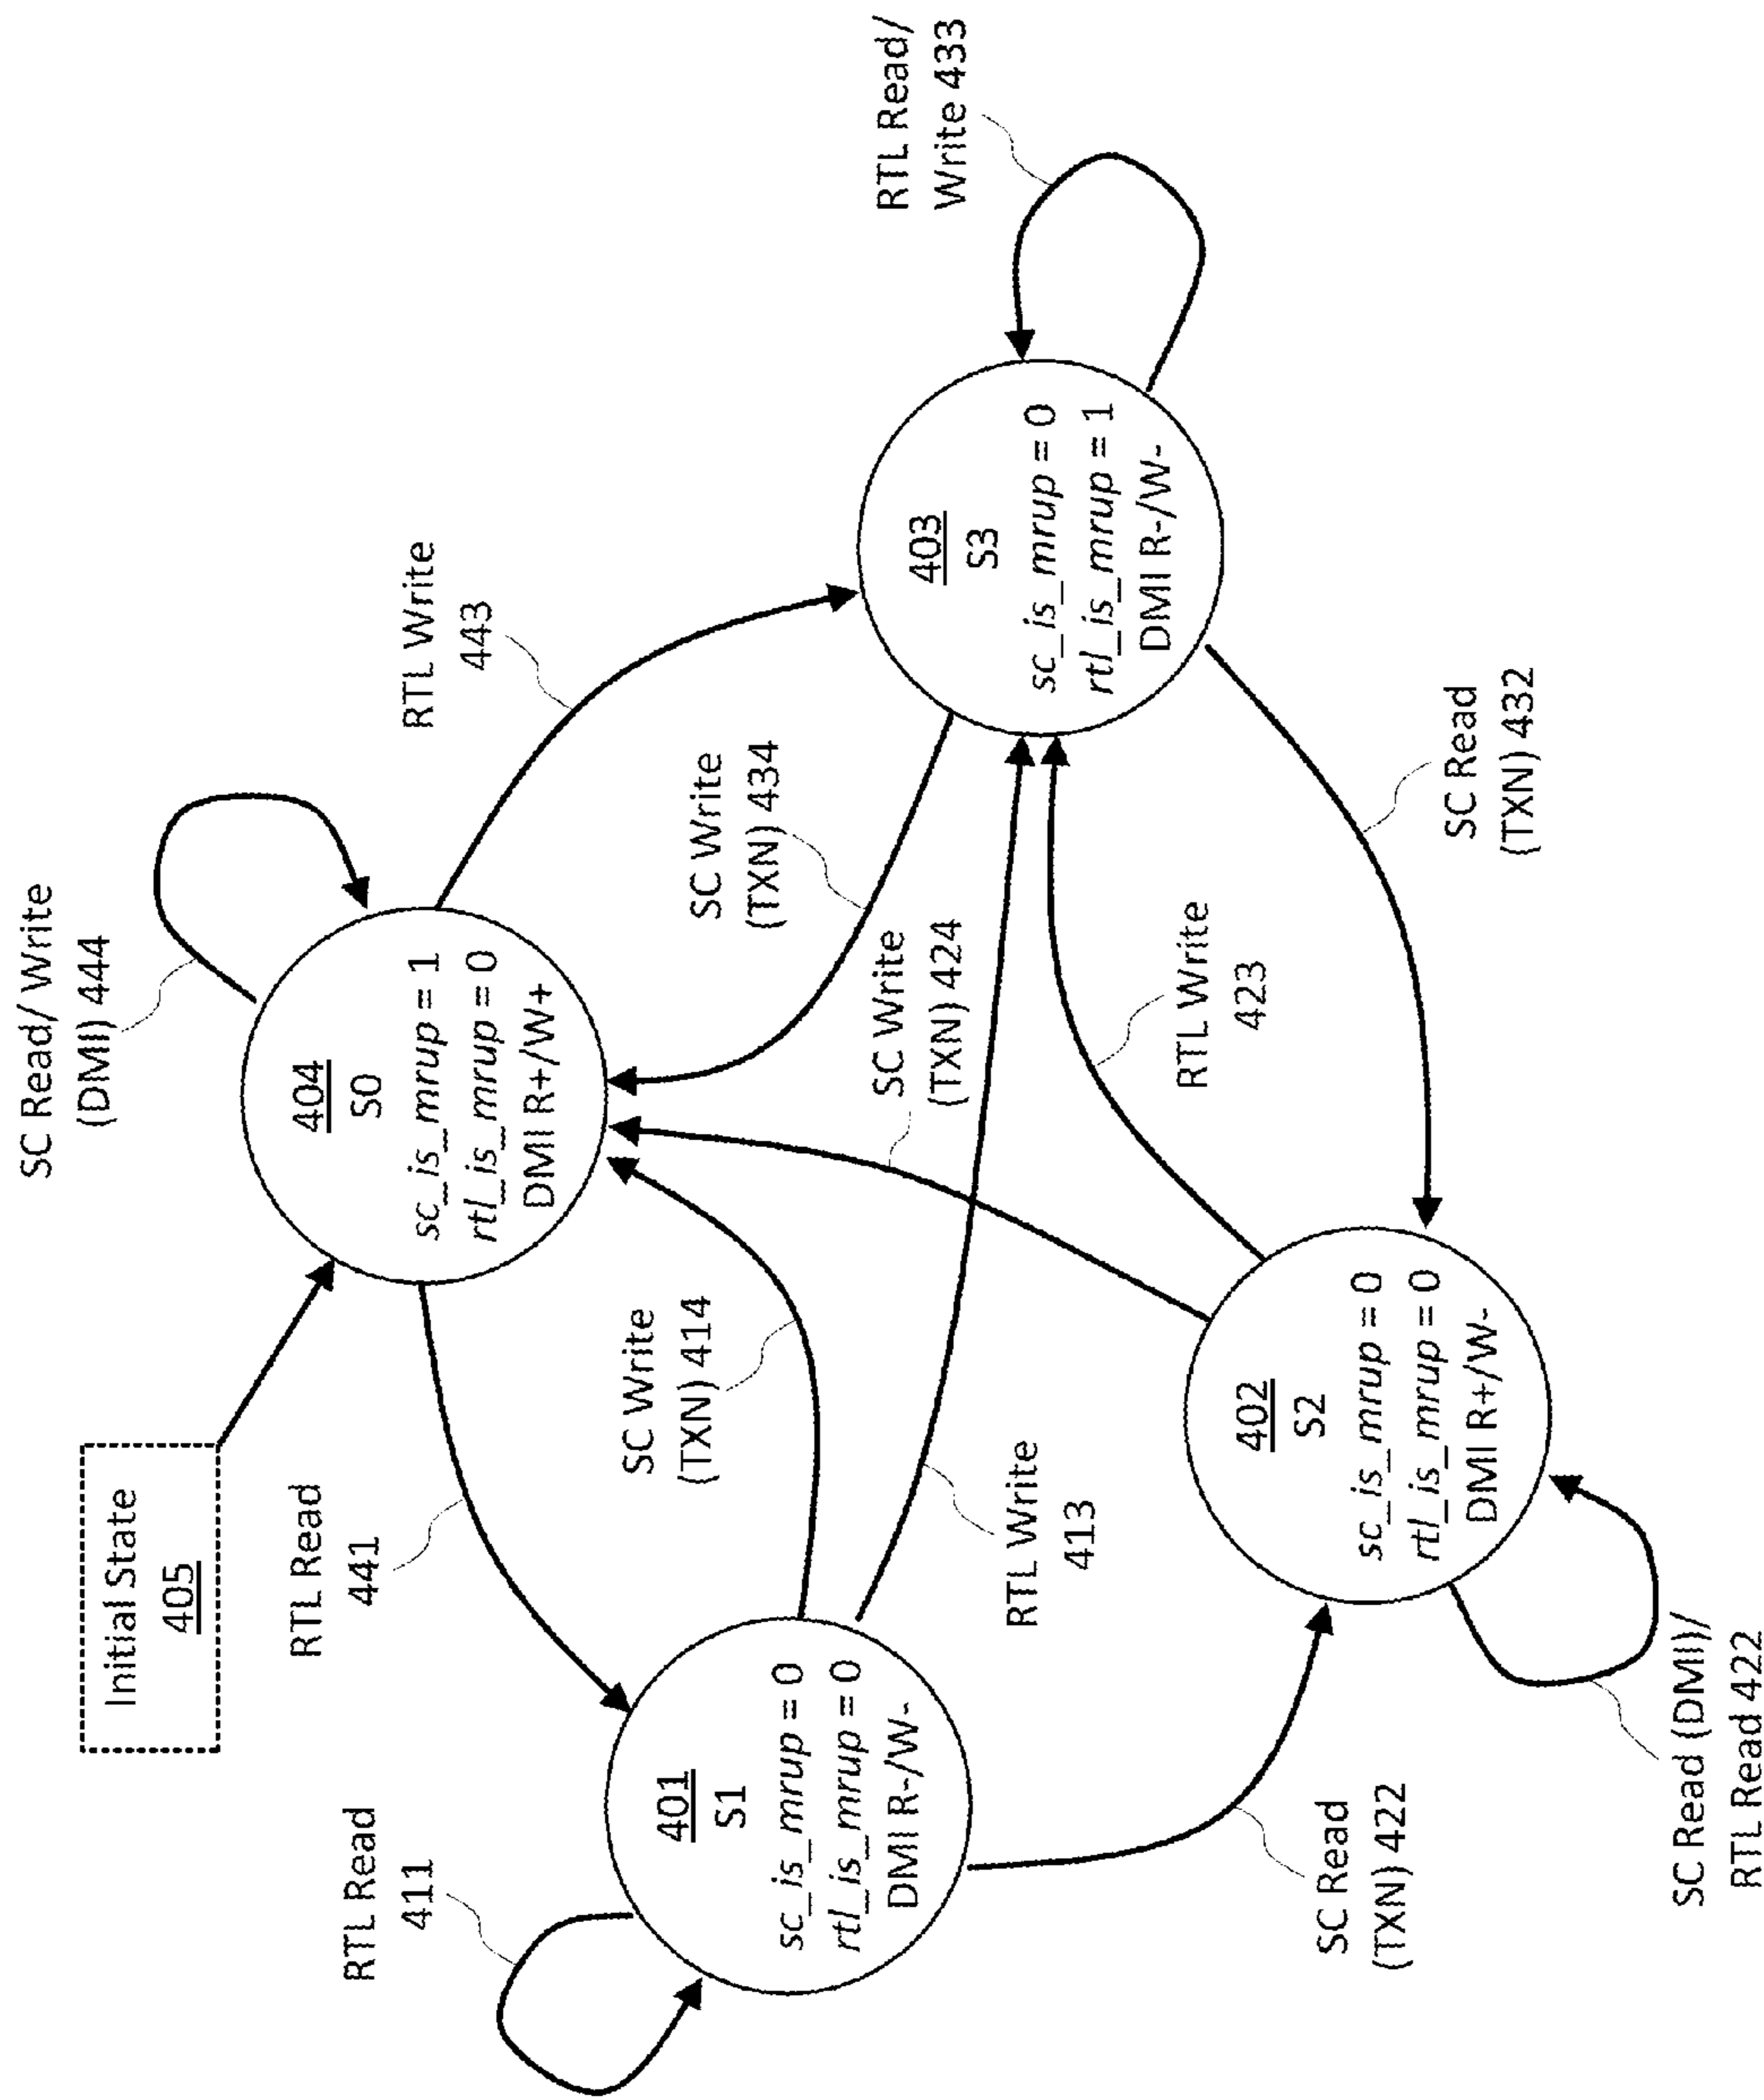 Initial State
405
SC Read/ Write
(DMI) 444
404
S0
sc_is_mrup = 1
rtl_is_mrup = 0
DMI R+/W+
RTL Read
441
RTL Write
443
RTL Read
411
SC Write
(TXN) 414
SC Write
(TXN) 434
401
S1
sc_is_mrup = 0
rtl_is_mrup = 0
DMI R-/W-
SC Write
(TXN) 424
RTL Read/
Write 433
403
S3
sc_is_mrup = 0
rtl_is_mrup = 1
DMI R-/W-
RTL Write
413
RTL Write
423
SC Read
(TXN) 422
402
S2
sc_is_mrup = 0
rtl_is_mrup = 0
DMI R+/W-
SC Read
(TXN) 432
SC Read (DMI)/
RTL Read 422